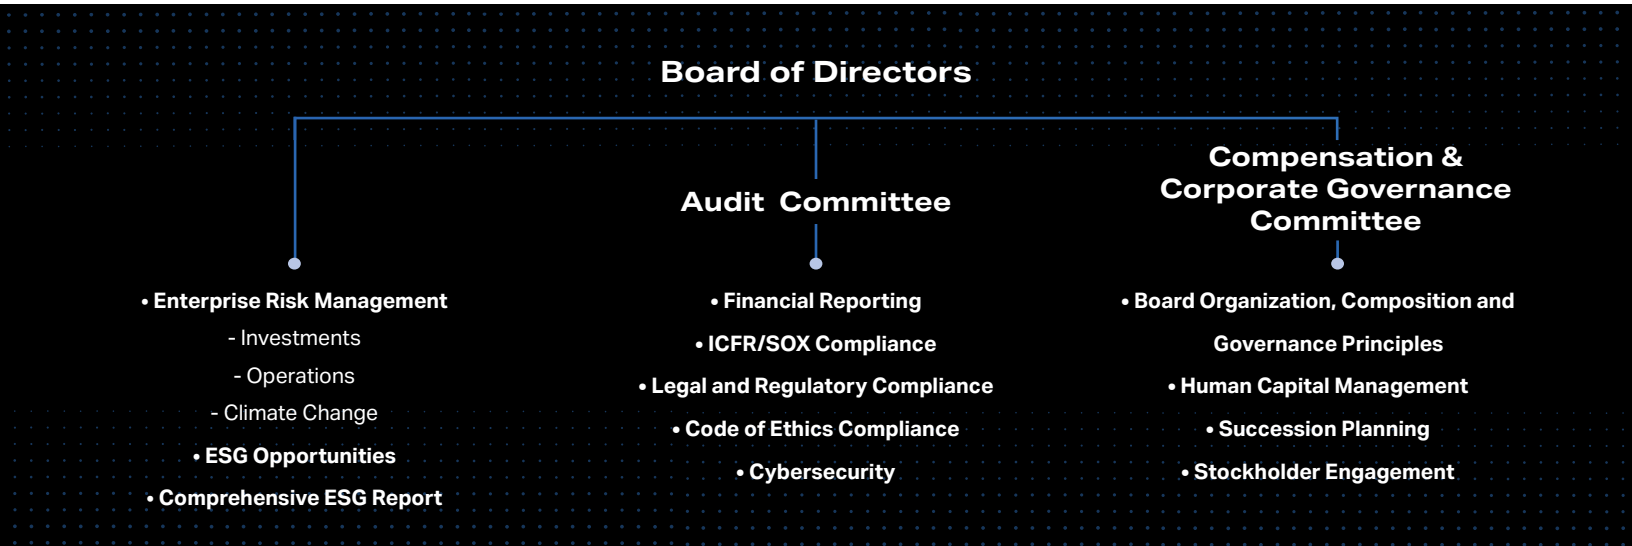 Board of Directors
• Enterprise Risk Management
- Investments
- Operations
- Climate Change
• ESG Opportunities
• Comprehensive ESG Report
Audit Committee
• Financial Reporting
• ICFR/SOX Compliance
• Legal and Regulatory Compliance
• Code of Ethics Compliance
• Cybersecurity
Compensation &
Corporate Governance
Committee
• Board Organization, Composition and
Governance Principles
• Human Capital Management
• Succession Planning
• Stockholder Engagement